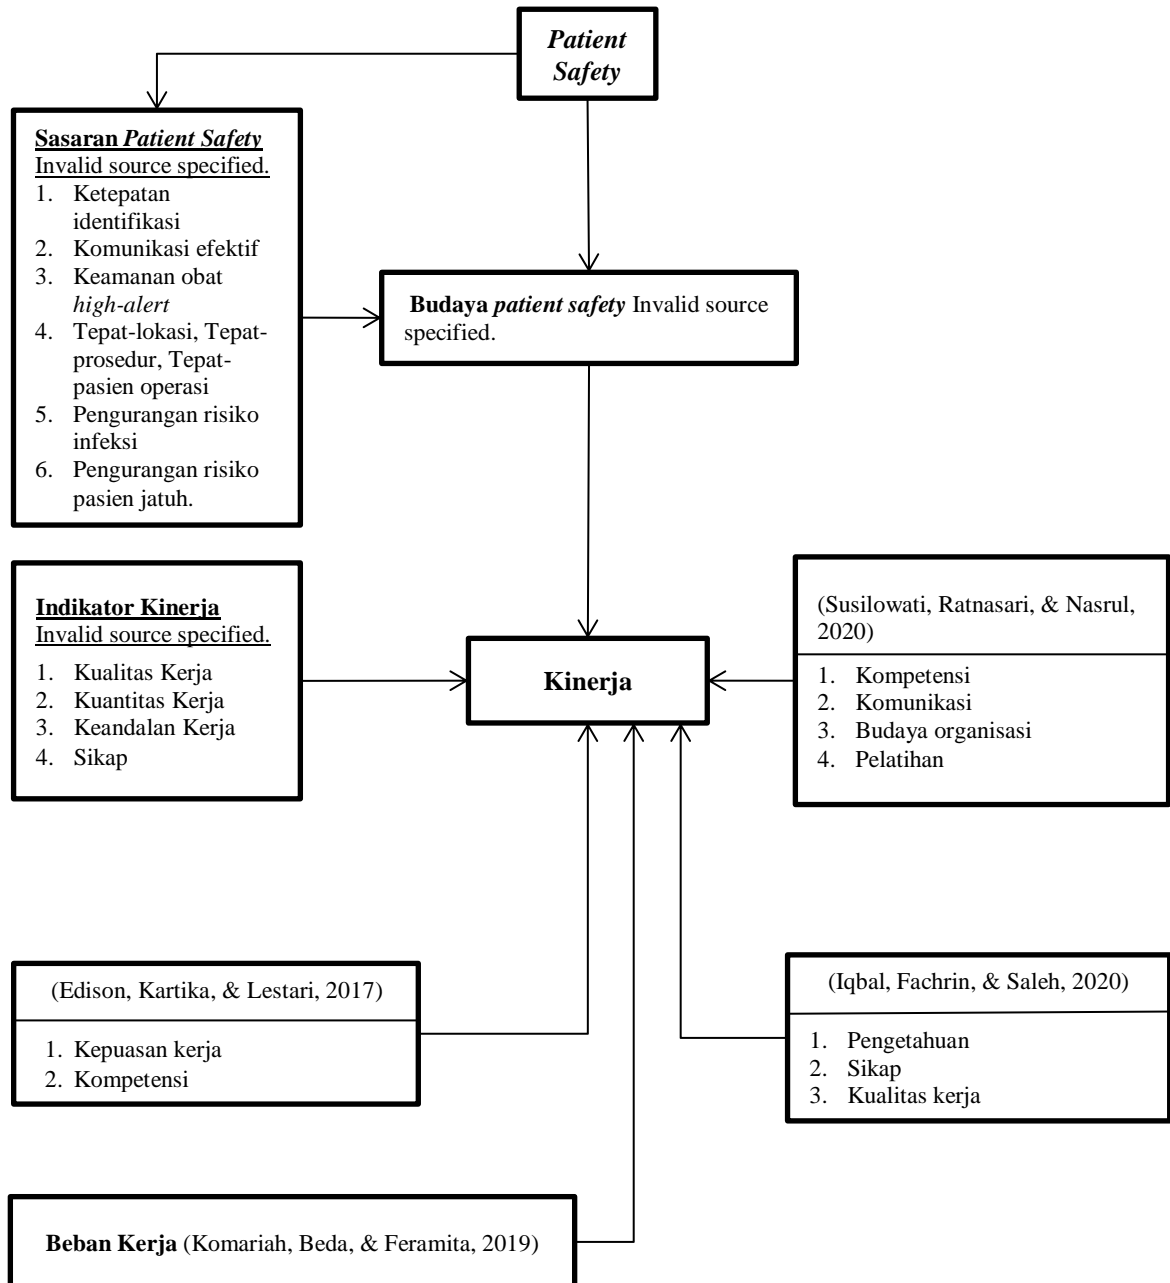 Patient
Safety
Sasaran Patient Safety
Invalid source specified.
1. Ketepatan
identifikasi
2. Komunikasi efektif
3. Keamanan obat
high-alert
4. Tepat-lokasi, Tepat-
prosedur, Tepat-
pasien operasi
5. Pengurangan risiko
infeksi
6. Pengurangan risiko
pasien jatuh.
Budaya patient safety Invalid source
specified.
Indikator Kinerja
Invalid source specified.
1. Kualitas Kerja
2. Kuantitas Kerja
3. Keandalan Kerja
4. Sikap
Kinerja
(Susilowati, Ratnasari, & Nasrul,
2020)
1. Kompetensi
2. Komunikasi
3. Budaya organisasi
4. Pelatihan
(Edison, Kartika, & Lestari, 2017)
1. Kepuasan kerja
2. Kompetensi
(Iqbal, Fachrin, & Saleh, 2020)
1. Pengetahuan
2. Sikap
3. Kualitas kerja
Beban Kerja (Komariah, Beda, & Feramita, 2019)